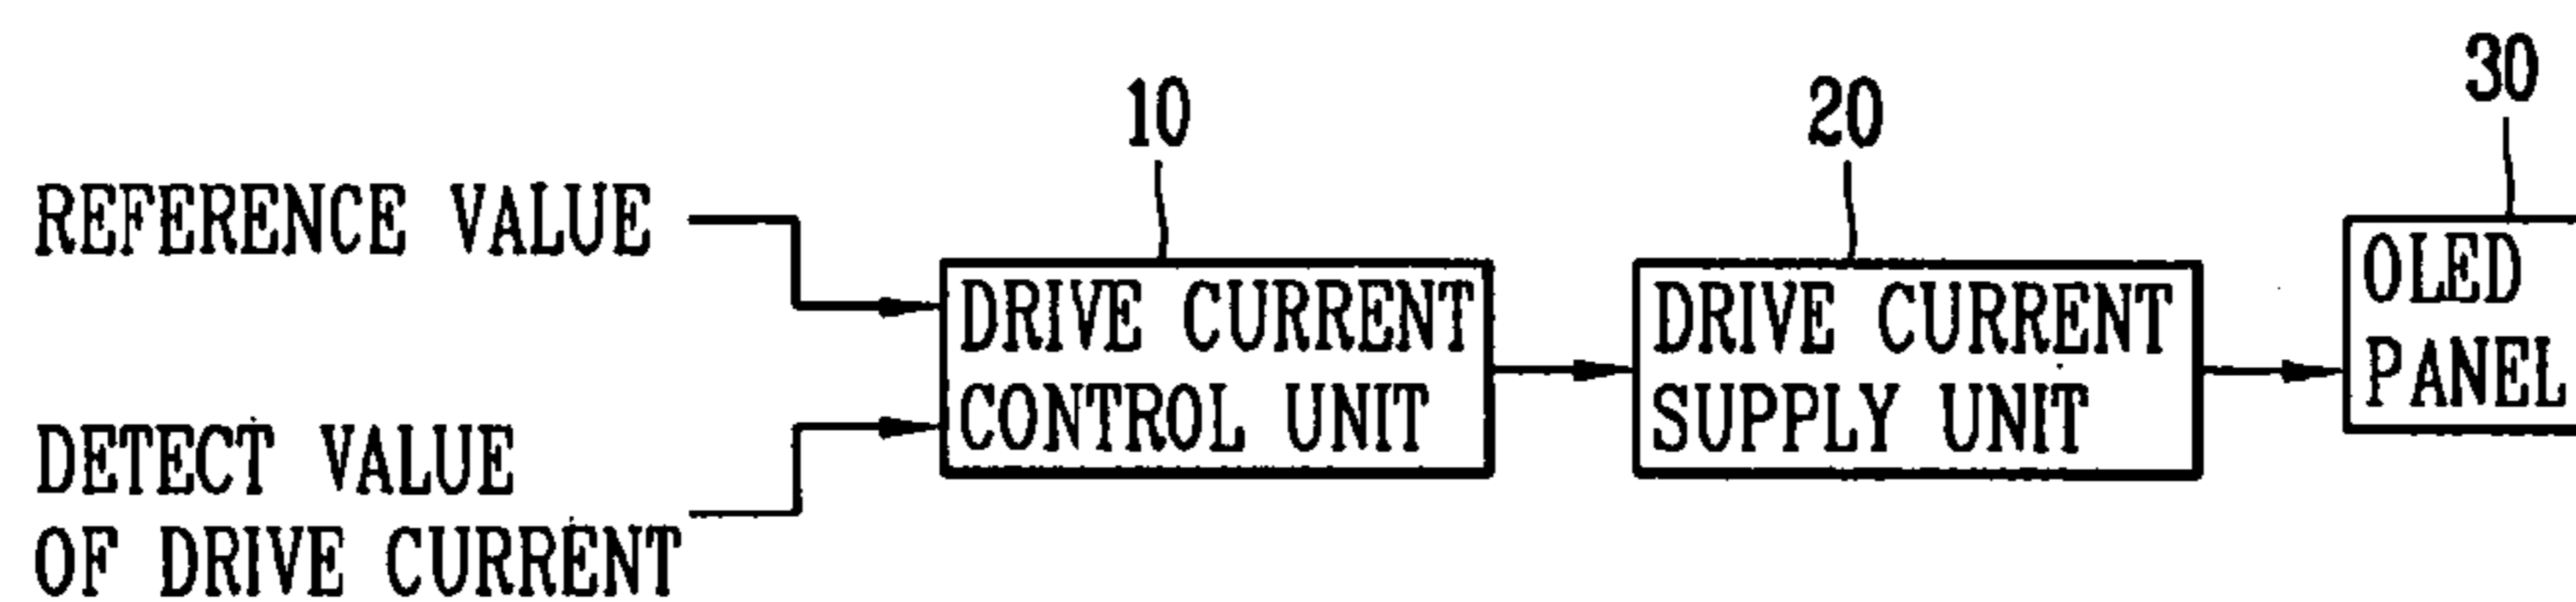 10
20
30
REFERENCE VALUE
DRIVE CURRENT
CONTROL UNIT
DRIVE CURRENT
SUPPLY UNIT
OLED
PANEL
DETECT VALUE
OF DRIVE CURRENT